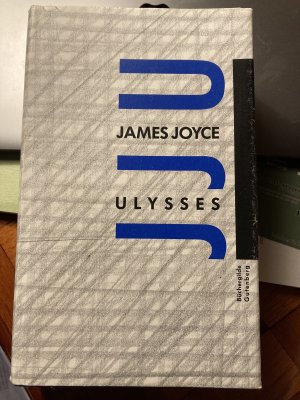 U
JAMES JOYCE
J
ULYSSES
J
Büchergilde
Gutenberg